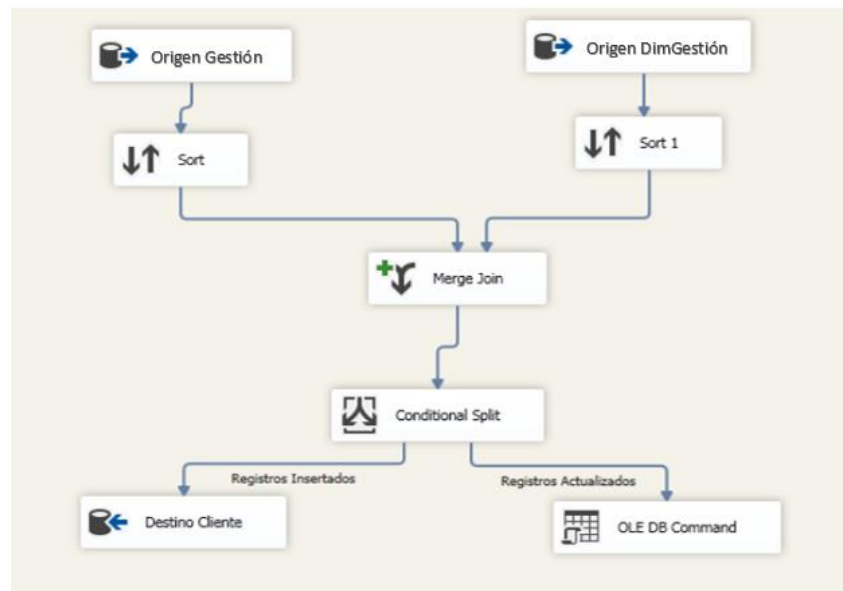 Origen Gestión
Origen DimGestión
Sort
Sort 1
Merge Join
Conditional Split
Registros Insertados
Registros Actualizados
Destino Cliente
OLE DB Command